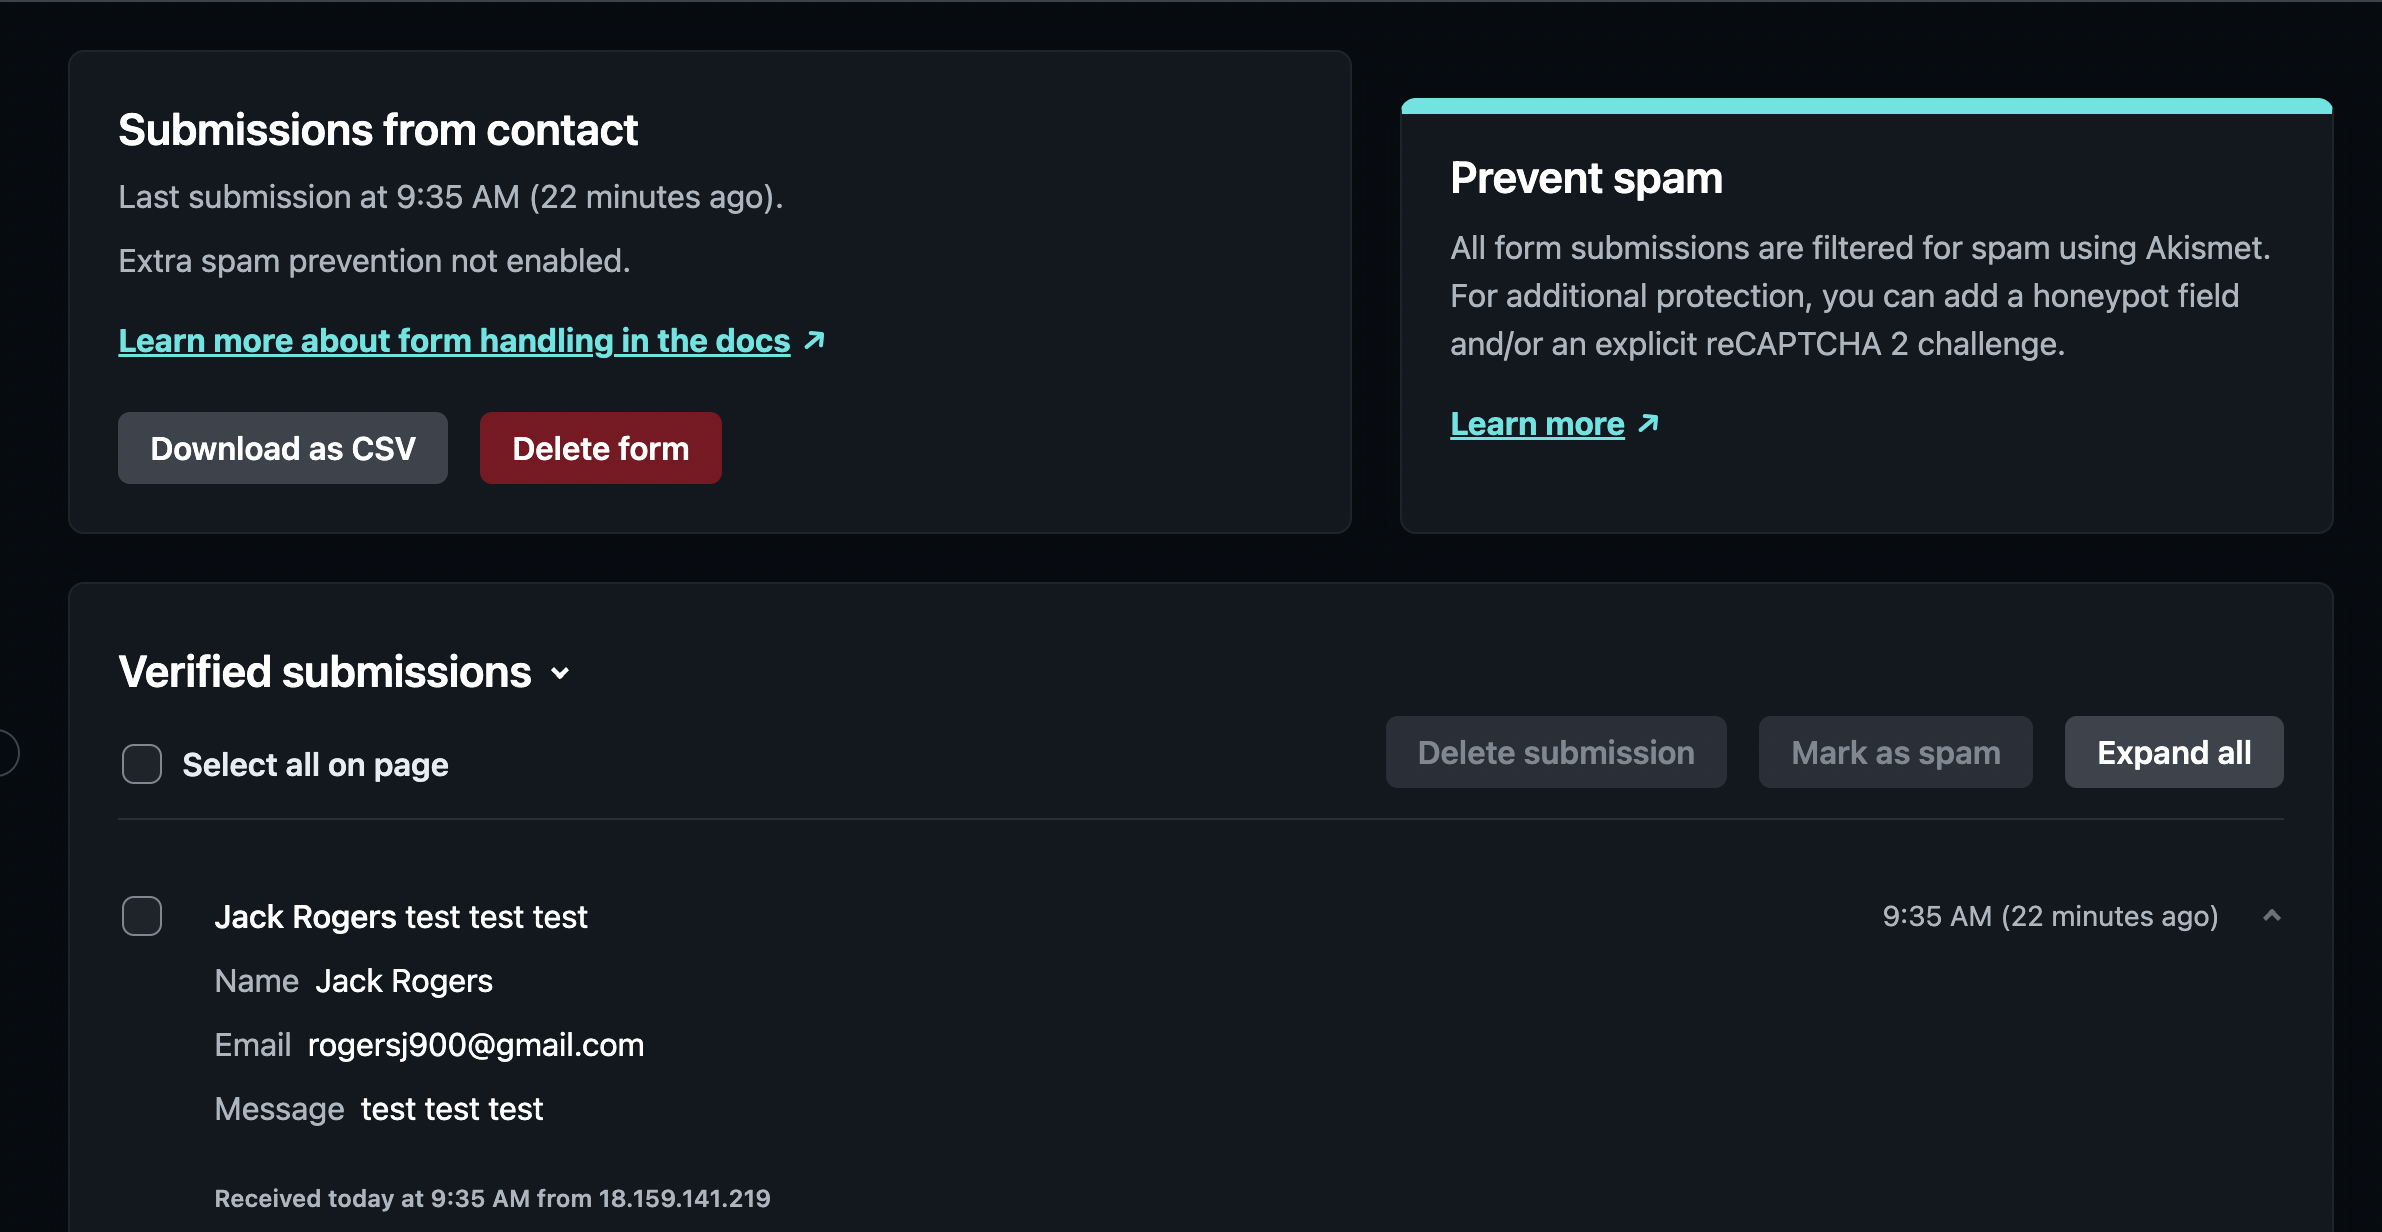 Submissions from contact
Last submission at 9:35 AM (22 minutes ago).
Extra spam prevention not enabled.
Learn more about form handling in the docs
Download as CSV
Delete form
Prevent spam
All form submissions are filtered for spam using Akismet.
For additional protection, you can add a honeypot field
and/or an explicit reCAPTCHA 2 challenge.
Learn more
Verified submissions
Select all on page
Delete submission
Mark as spam
Expand all
Jack Rogers test test test
9:35 AM (22 minutes ago)
Name Jack Rogers
Email rogersj900@gmail.com
Message test test test
Received today at 9:35 AM from 18.159.141.219